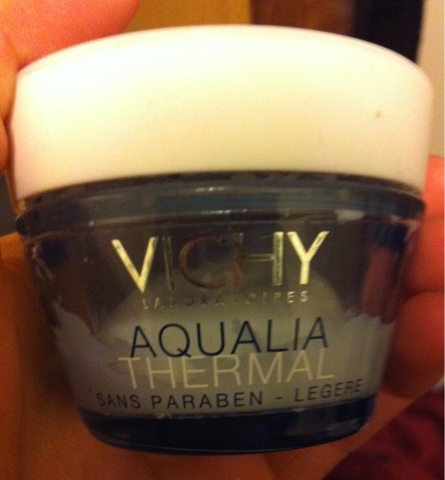 VICHY
LABORATOIRES
AQUALIA
THERMAL
SANS PARABEN - LEGERE